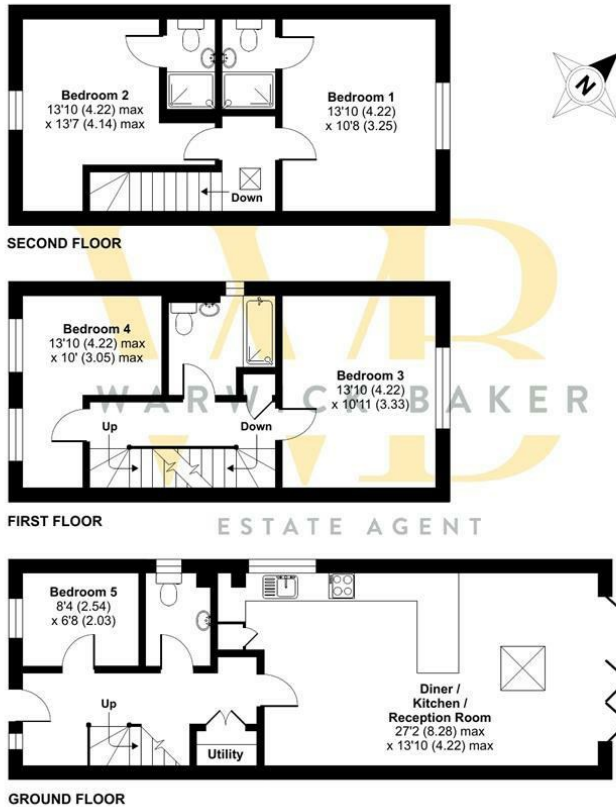 Bedroom 2
13'10 (4.22) max
x 13'7 (4.14) max
Bedroom 1
13'10 (4.22)
x 10'8 (3.25)
N
Down
SECOND FLOOR
Bedroom 4
13'10 (4.22) max
x 10' (3.05) max
Bedroom 3
13'10 (4.22)
x 10'11 (3.33)
WB
WARWICK BAKER
Up
Down
FIRST FLOOR
ESTATE AGENT
Bedroom 5
8'4 (2.54)
x 6'8 (2.03)
Up
Utility
Diner /
Kitchen /
Reception Room
27'2 (8.28) max
x 13'10 (4.22) max
GROUND FLOOR